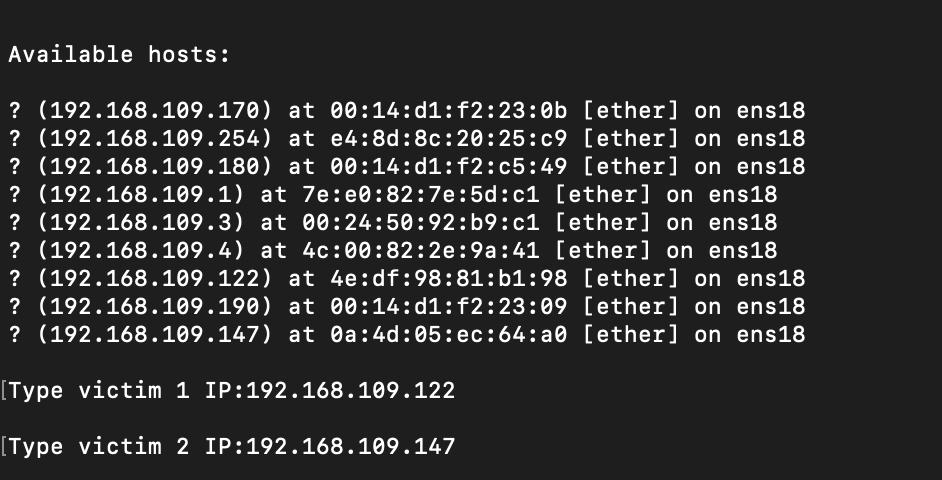 Available hosts:
? (192.168.109.170) at 00:14:d1:f2:23:0b [ether] on ens18
? (192.168.109.254) at e4:8d:8c:20:25:c9 [ether] on ens18
? (192.168.109.180) at 00:14:d1:f2:c5:49 [ether] on ens18
? (192.168.109.1) at 7e:e0:82:7e:5d:c1 [ether] on ens18
? (192.168.109.3) at 00:24:50:92:b9:c1 [ether] on ens18
? (192.168.109.4) at 4c:00:82:2e:9a:41 [ether] on ens18
? (192.168.109.122) at 4e:df:98:81:b1:98 [ether] on ens18
? (192.168.109.190) at 00:14:d1:f2:23:09 [ether] on ens18
? (192.168.109.147) at 0a:4d:05:ec:64:a0 [ether] on ens18
[Type victim 1 IP:192.168.109.122
[Type victim 2 IP:192.168.109.147